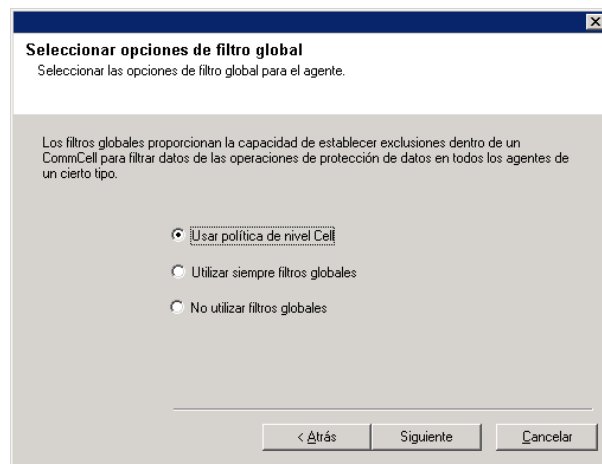 Seleccionar opciones de filtro global
Seleccionar las opciones de filtro global para el agente.
Los filtros globales proporcionan la capacidad de establecer exclusiones dentro de un
CommCell para filtrar datos de las operaciones de protección de datos en todos los agentes de
un cierto tipo.
Usar política de nivel Cell
Utilizar siempre filtros globales
No utilizar filtros globales
< Atrás
Siguiente
Cancelar